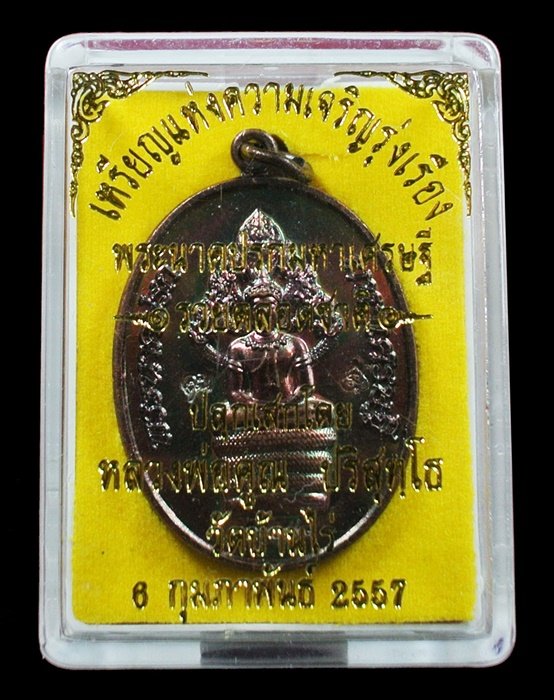 เหรียญแห่งความเจริญรุ่งเรือง
พระนาคปรกมหาเศรษฐี
๑ รวยตลอดชาติ ๑
ปลุกเสกโดย
หลวงพ่อคูณ ปริสุทฺโธ
วัดบ้านไร่
6 กุมภาพันธ์ 2557